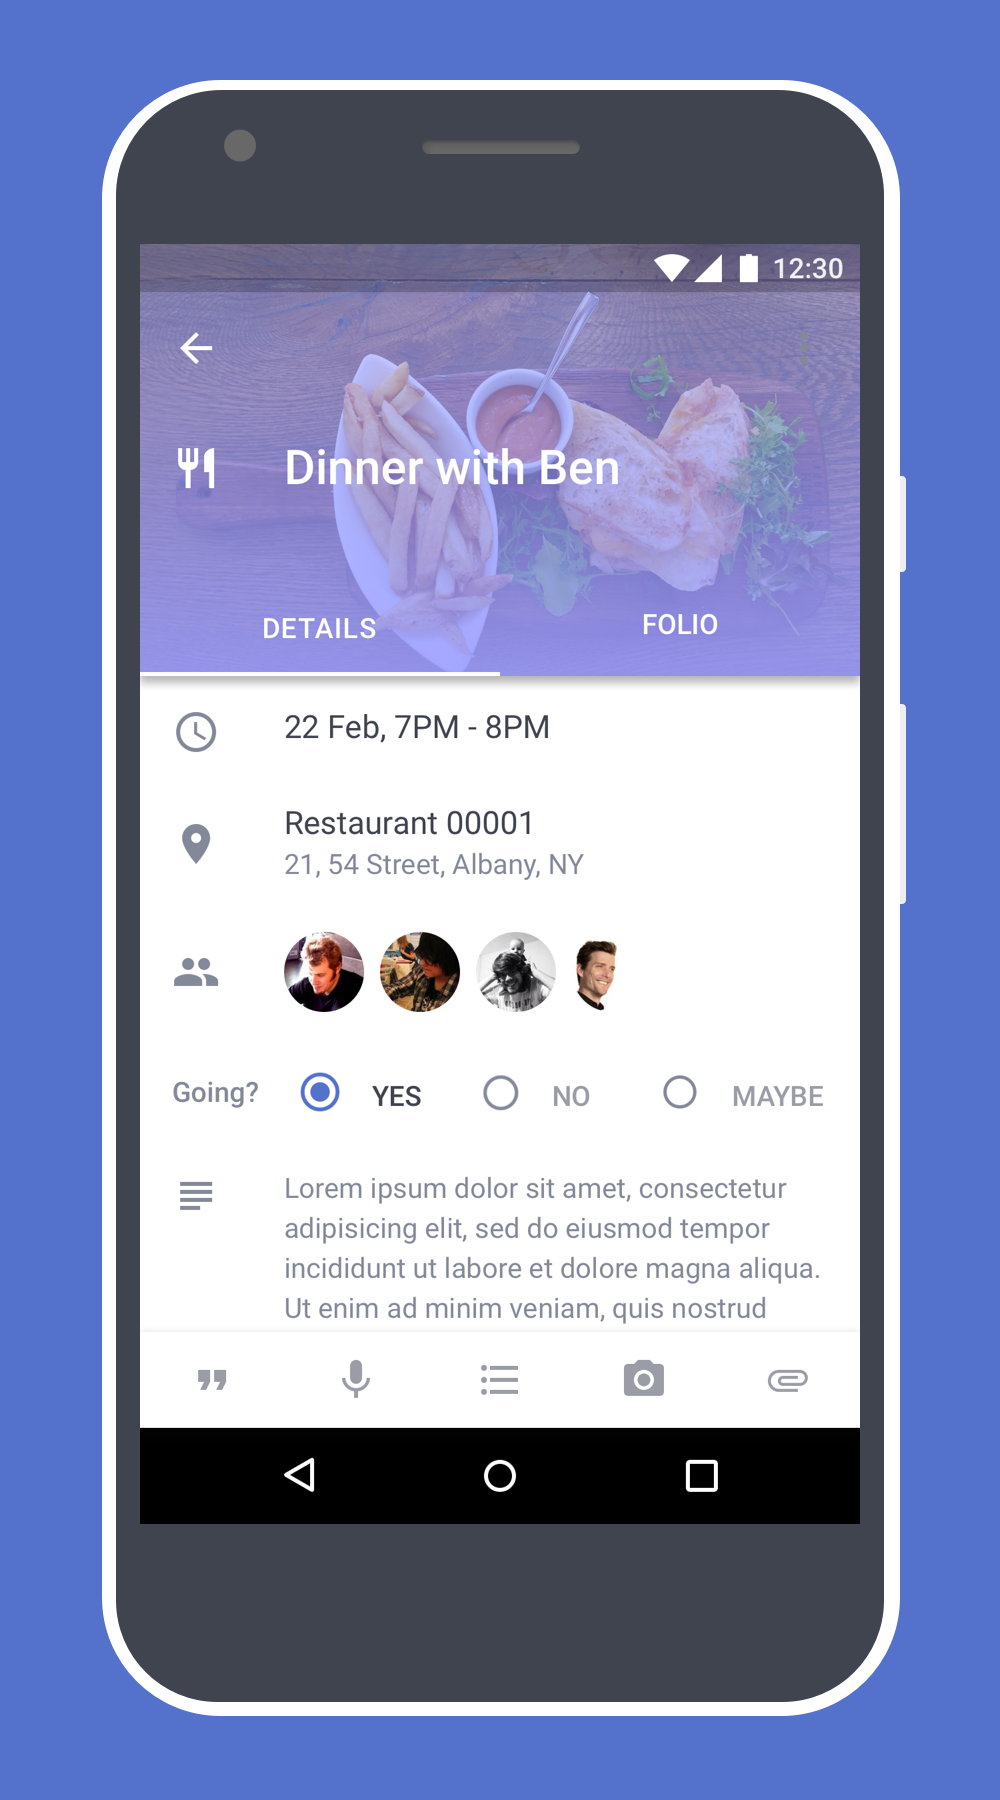 12:30
Dinner with Ben
DETAILS
FOLIO
22 Feb, 7PM - 8PM
Restaurant 00001
21, 54 Street, Albany, NY
Going?
YES
NO
MAYBE
Lorem ipsum dolor sit amet, consectetur
adipisicing elit, sed do eiusmod tempor
incididunt ut labore et dolore magna aliqua.
Ut enim ad minim veniam, quis nostrud